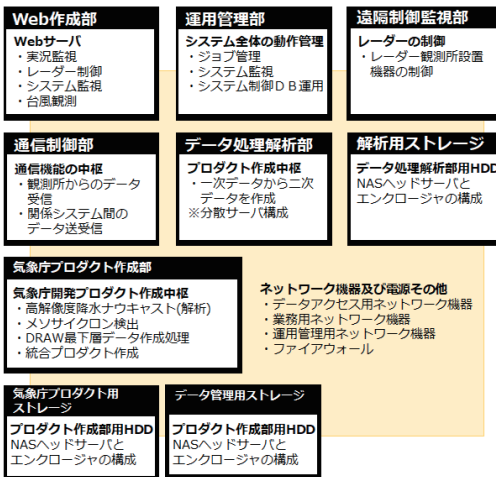 Web作成部
Webサーバ
・実況監視
・レーダー制御
・システム監視
・台風観測
運用管理部
システム全体の動作管理
・ジョブ管理
・システム監視
・システム制御ＤＢ運用
遠隔制御監視部
レーダーの制御
・レーダー観測所設置
機器の制御
通信制御部
通信機能の中枢
・観測所からのデータ
受信
・関係システム間の
データ送受信
データ処理解析部
プロダクト作成中枢
・一次データから二次
データを作成
※分散サーバ構成
解析用ストレージ
データ処理解析部用HDD
NASヘッドサーバと
エンクロージャの構成
気象庁プロダクト作成部
気象庁開発プロダクト作成中枢
・高解像度降水ナウキャスト(解析)
・メソサイクロン検出
・DRAW最下層データ作成処理
・統合プロダクト作成
ネットワーク機器及び電源その他
・データアクセス用ネットワーク機器
・業務用ネットワーク機器
・運用管理用ネットワーク機器
・ファイアウォール
気象庁プロダクト用
ストレージ
プロダクト作成部用HDD
NASヘッドサーバと
エンクロージャの構成
データ管理用ストレージ
プロダクト作成部用HDD
NASヘッドサーバと
エンクロージャの構成